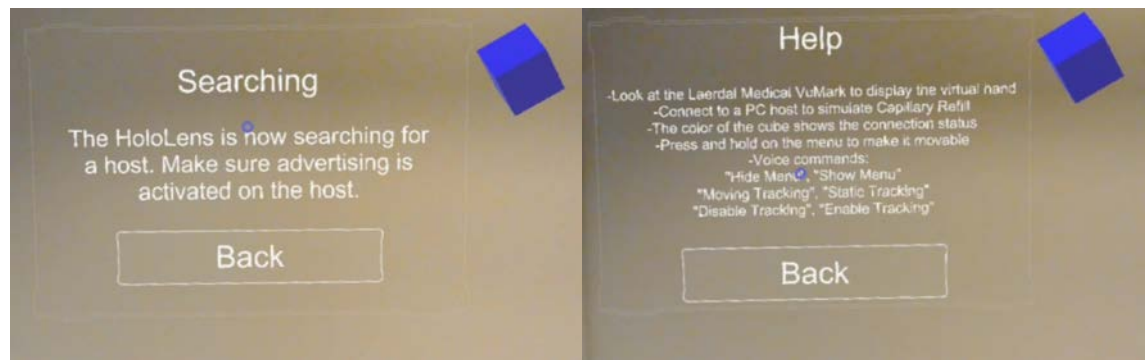 Searching
The HoloLens is now searching for
a host. Make sure advertising is
activated on the host.
Back
Help
-Look at the Laerdal Medical VuMark to display the virtual hand
-Connect to a PC host to simulate Capillary Refill
-The color of the cube shows the connection status
-Press and hold on the menu to make it movable
-Voice commands:
"Hide Menu", "Show Menu"
"Moving Tracking", "Static Tracking"
"Disable Tracking", "Enable Tracking"
Back